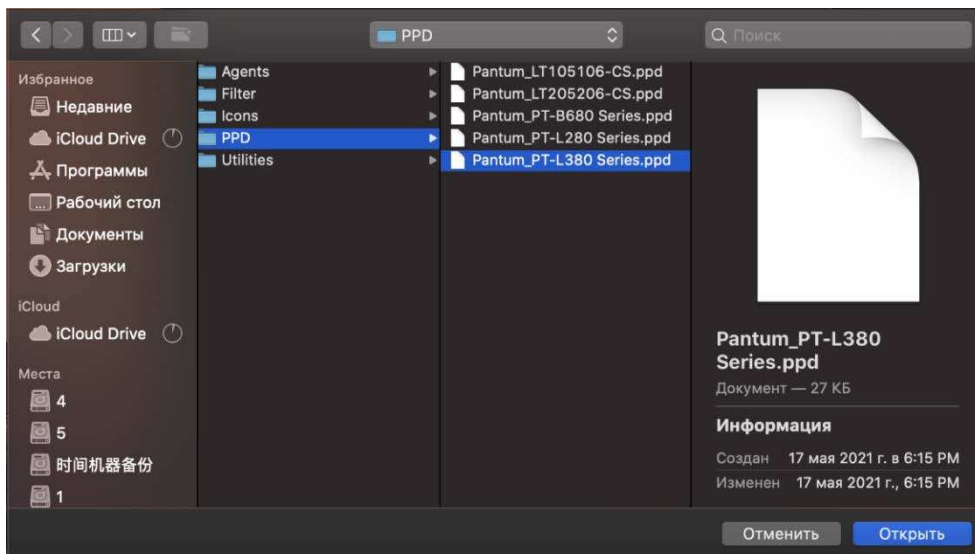 PPD
Поиск
Избранное
Недавние
iCloud Drive
Программы
Рабочий стол
Документы
Загрузки
iCloud
iCloud Drive
Места
4
5
时间机器备份
1
Agents
Filter
Icons
PPD
Utilities
Pantum_LT105106-CS.ppd
Pantum_LT205206-CS.ppd
Pantum_PT-B680 Series.ppd
Pantum_PT-L280 Series.ppd
Pantum_PT-L380 Series.ppd
Pantum_PT-L380
Series.ppd
Документ — 27 КБ
Информация
Создан 17 мая 2021 г. в 6:15 PM
Изменен 17 мая 2021 г., 6:15 PM
Отменить
Открыть